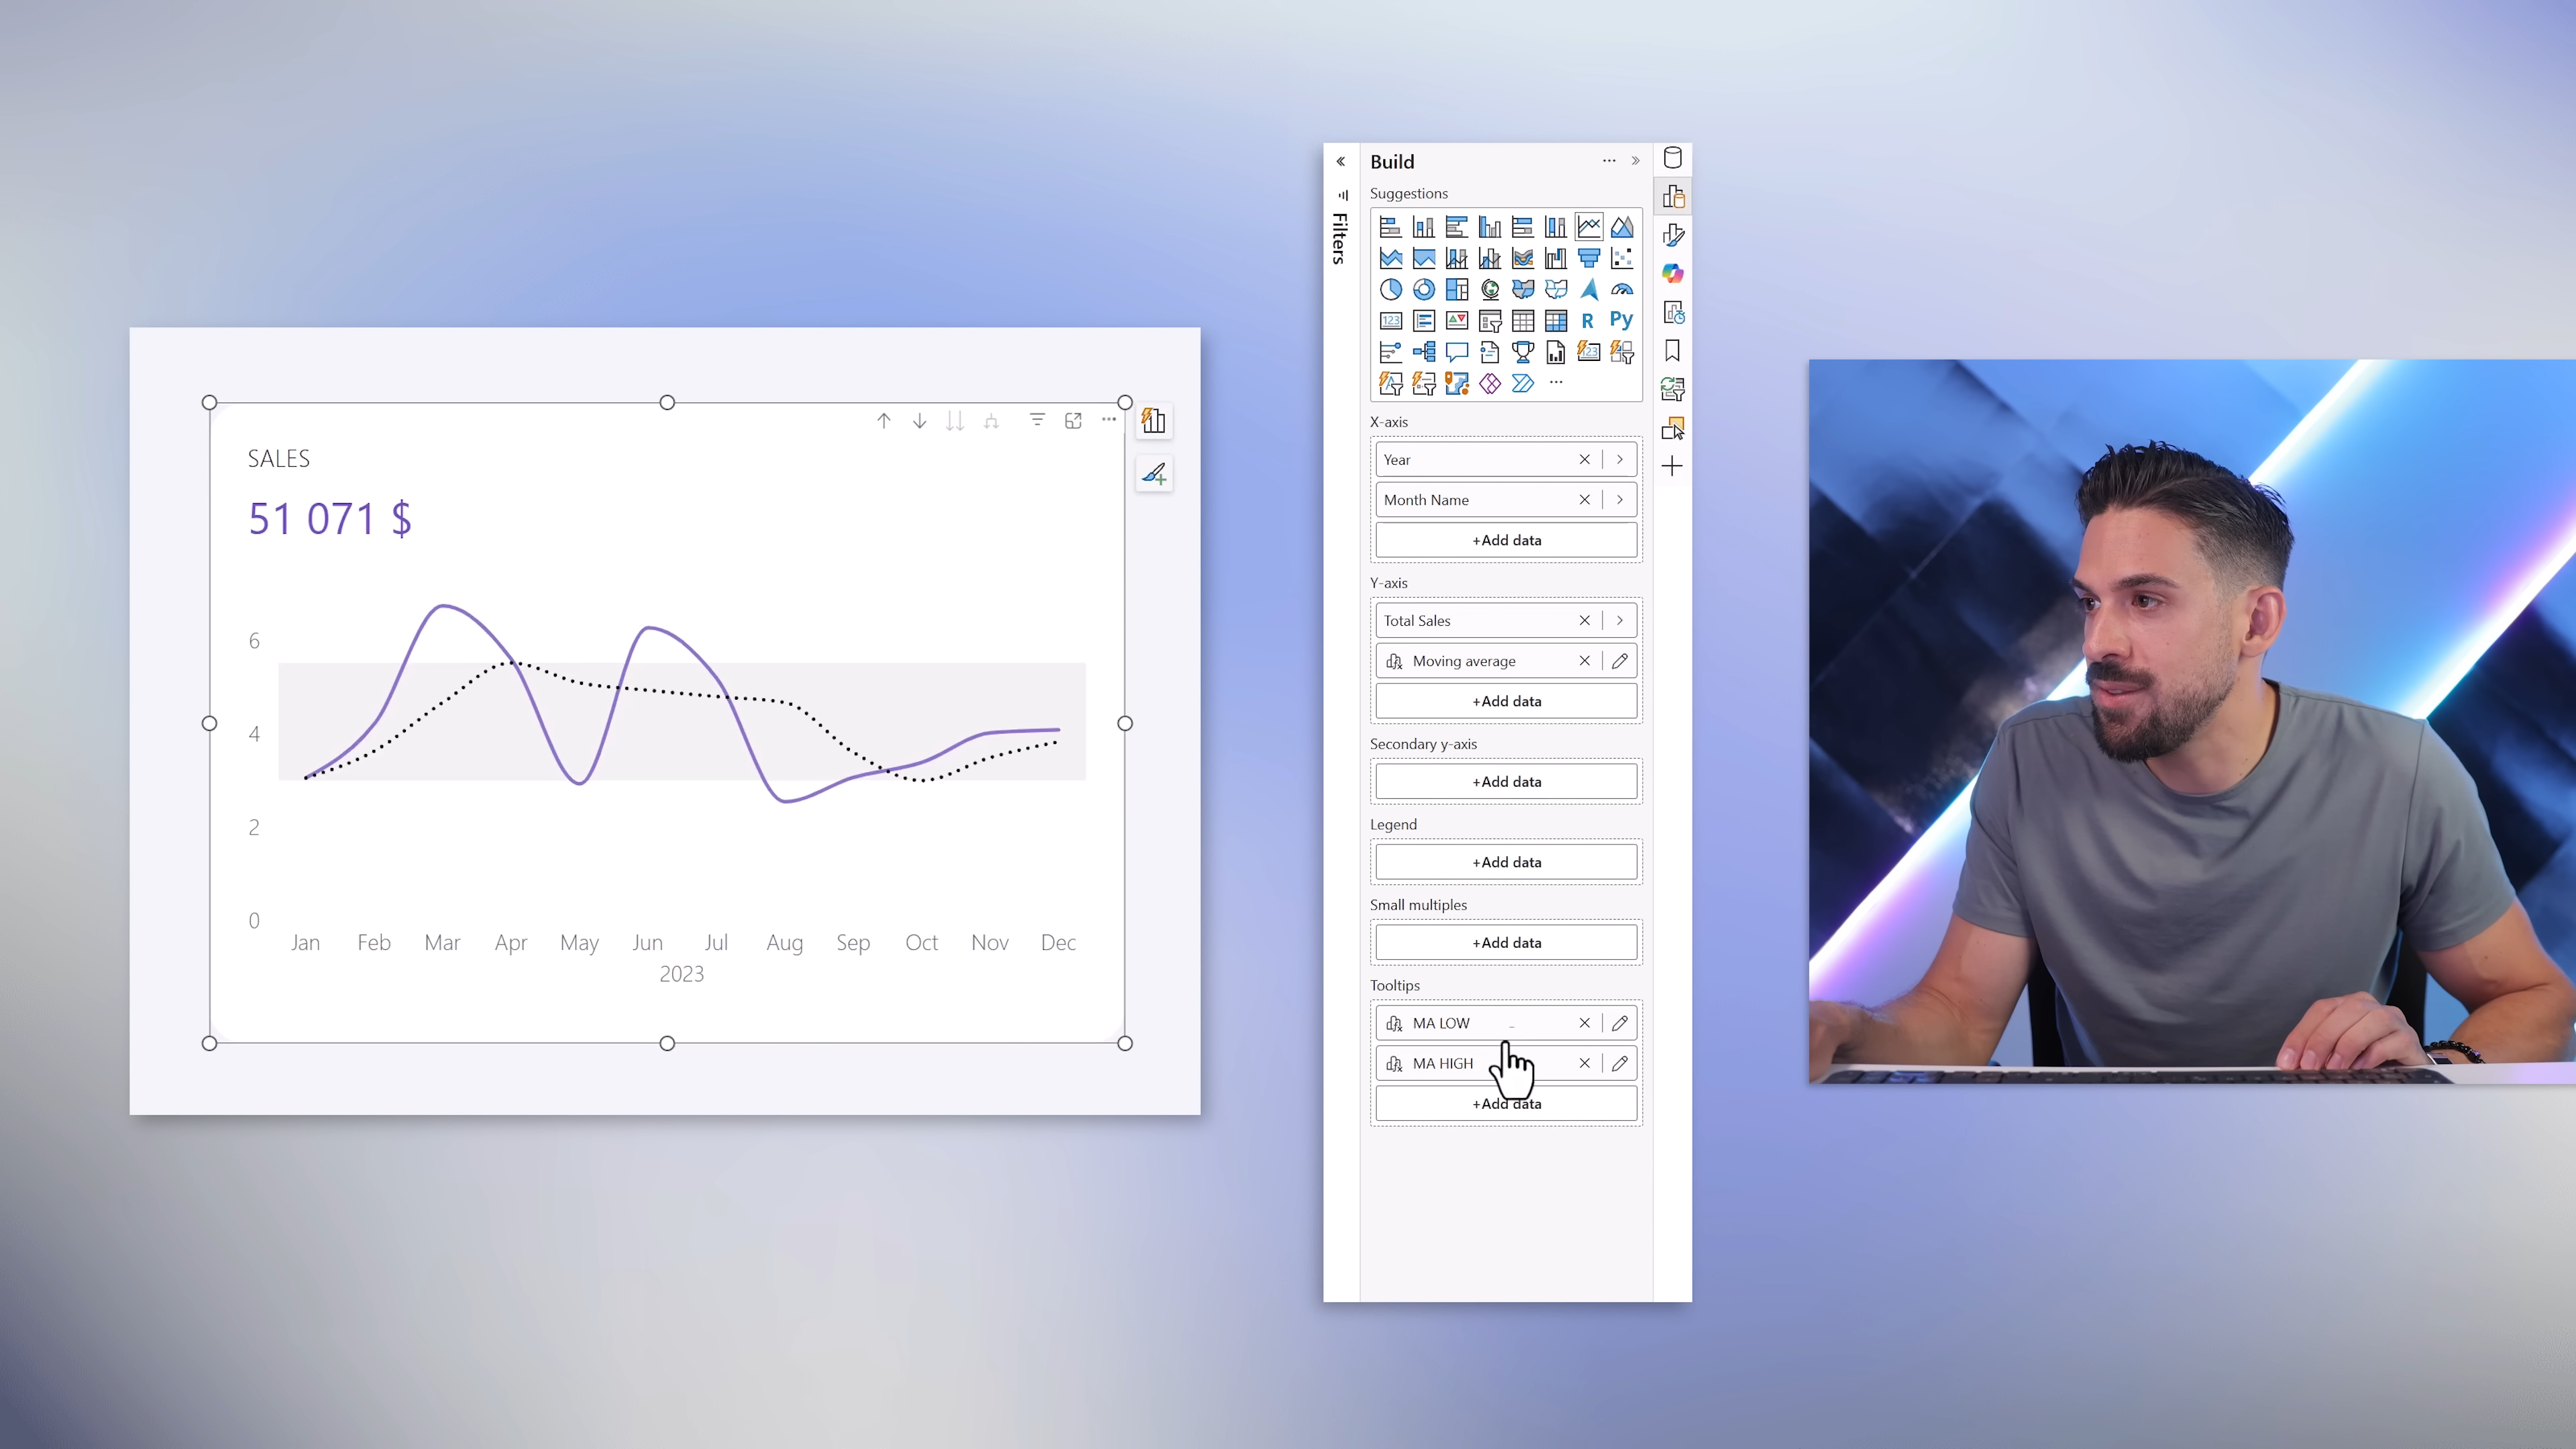 SALES
51 071 $
6
4
2
0
Jan Feb Mar Apr May Jun Jul Aug Sep Oct Nov Dec
2023
Filters
Build
Suggestions
123
R Py
123
X-axis
Year
Month Name
+Add data
Y-axis
Total Sales
Moving average
+Add data
Secondary y-axis
+Add data
Legend
+Add data
Small multiples
+Add data
Tooltips
MA LOW
MA HIGH
+Add data